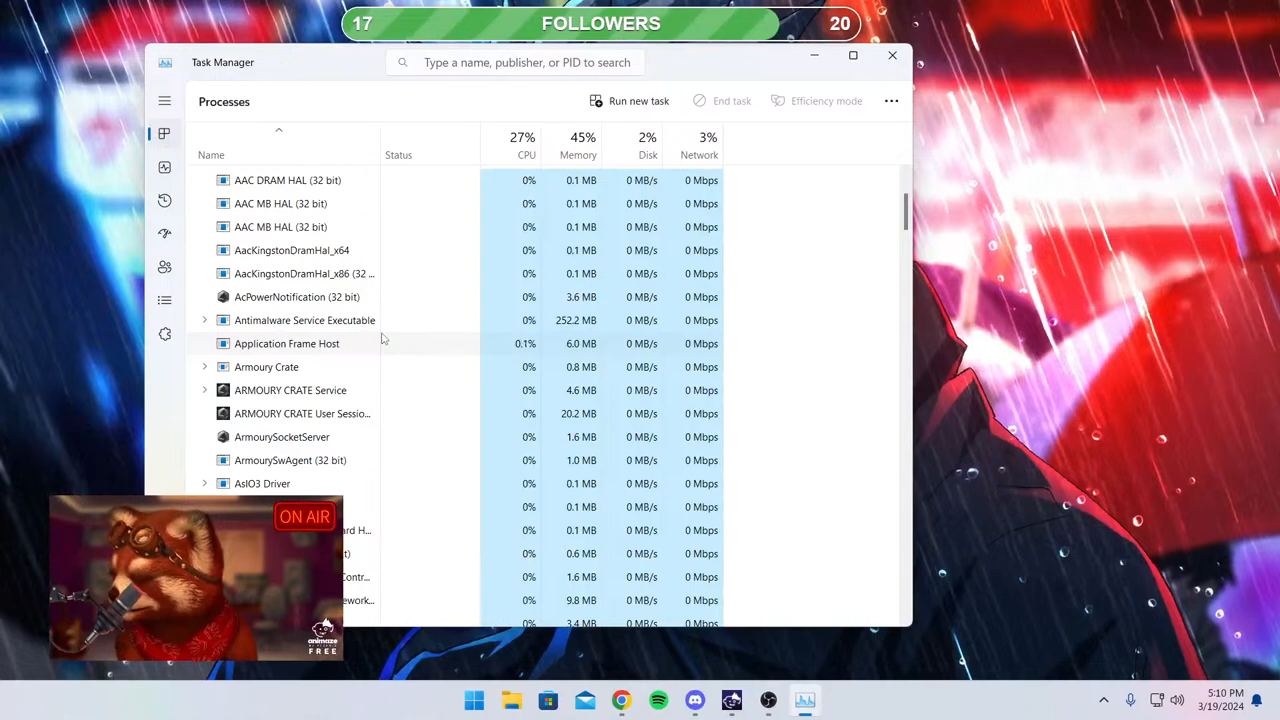 17 FOLLOWERS 20
Task Manager
Type a name, publisher, or PID to search
Processes
Run new task
End task
Efficiency mode
27% 45% 2% 3%
Name Status CPU Memory Disk Network
AAC DRAM HAL (32 bit) 0% 0.1 MB 0 MB/s 0 Mbps
AAC MB HAL (32 bit) 0% 0.1 MB 0 MB/s 0 Mbps
AAC MB HAL (32 bit) 0% 0.1 MB 0 MB/s 0 Mbps
AacKingstonDramHal_x64 0% 0.1 MB 0 MB/s 0 Mbps
AacKingstonDramHal_x86 (32 ... 0% 0.1 MB 0 MB/s 0 Mbps
AcPowerNotification (32 bit) 0% 3.6 MB 0 MB/s 0 Mbps
Antimalware Service Executable 0% 252.2 MB 0 MB/s 0 Mbps
Application Frame Host 0.1% 6.0 MB 0 MB/s 0 Mbps
Armoury Crate 0% 0.8 MB 0 MB/s 0 Mbps
ARMOURY CRATE Service 0% 4.6 MB 0 MB/s 0 Mbps
ARMOURY CRATE User Sessio... 0% 20.2 MB 0 MB/s 0 Mbps
ArmourySocketServer 0% 1.6 MB 0 MB/s 0 Mbps
ArmourySwAgent (32 bit) 0% 1.0 MB 0 MB/s 0 Mbps
AsIO3 Driver 0% 0.1 MB 0 MB/s 0 Mbps
0% 0.1 MB 0 MB/s 0 Mbps
ard H... 0% 0.1 MB 0 MB/s 0 Mbps
t) 0% 0.6 MB 0 MB/s 0 Mbps
Contr... 0% 1.6 MB 0 MB/s 0 Mbps
ework... 0% 9.8 MB 0 MB/s 0 Mbps
0% 3.4 MB 0 MB/s 0 Mbps
ON AIR
animaze
FREE
5:10 PM
3/19/2024